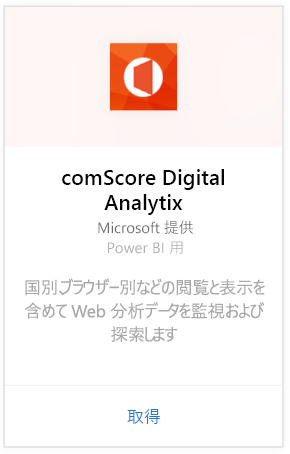 comScore Digital
Analytix
Microsoft 提供
Power BI 用
国別､ブラウザー別などの閲覧と表示を
含めて Web 分析データを監視および
探索します
取得